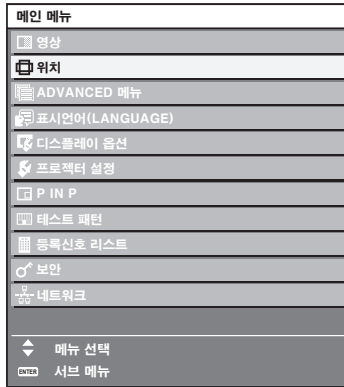 메인 메뉴
영상
위치
ADVANCED 메뉴
표시언어(LANGUAGE)
디스플레이 옵션
프로젝터 설정
P IN P
테스트 패턴
등록신호 리스트
보안
네트워크
메뉴 선택
ENTER 서브 메뉴